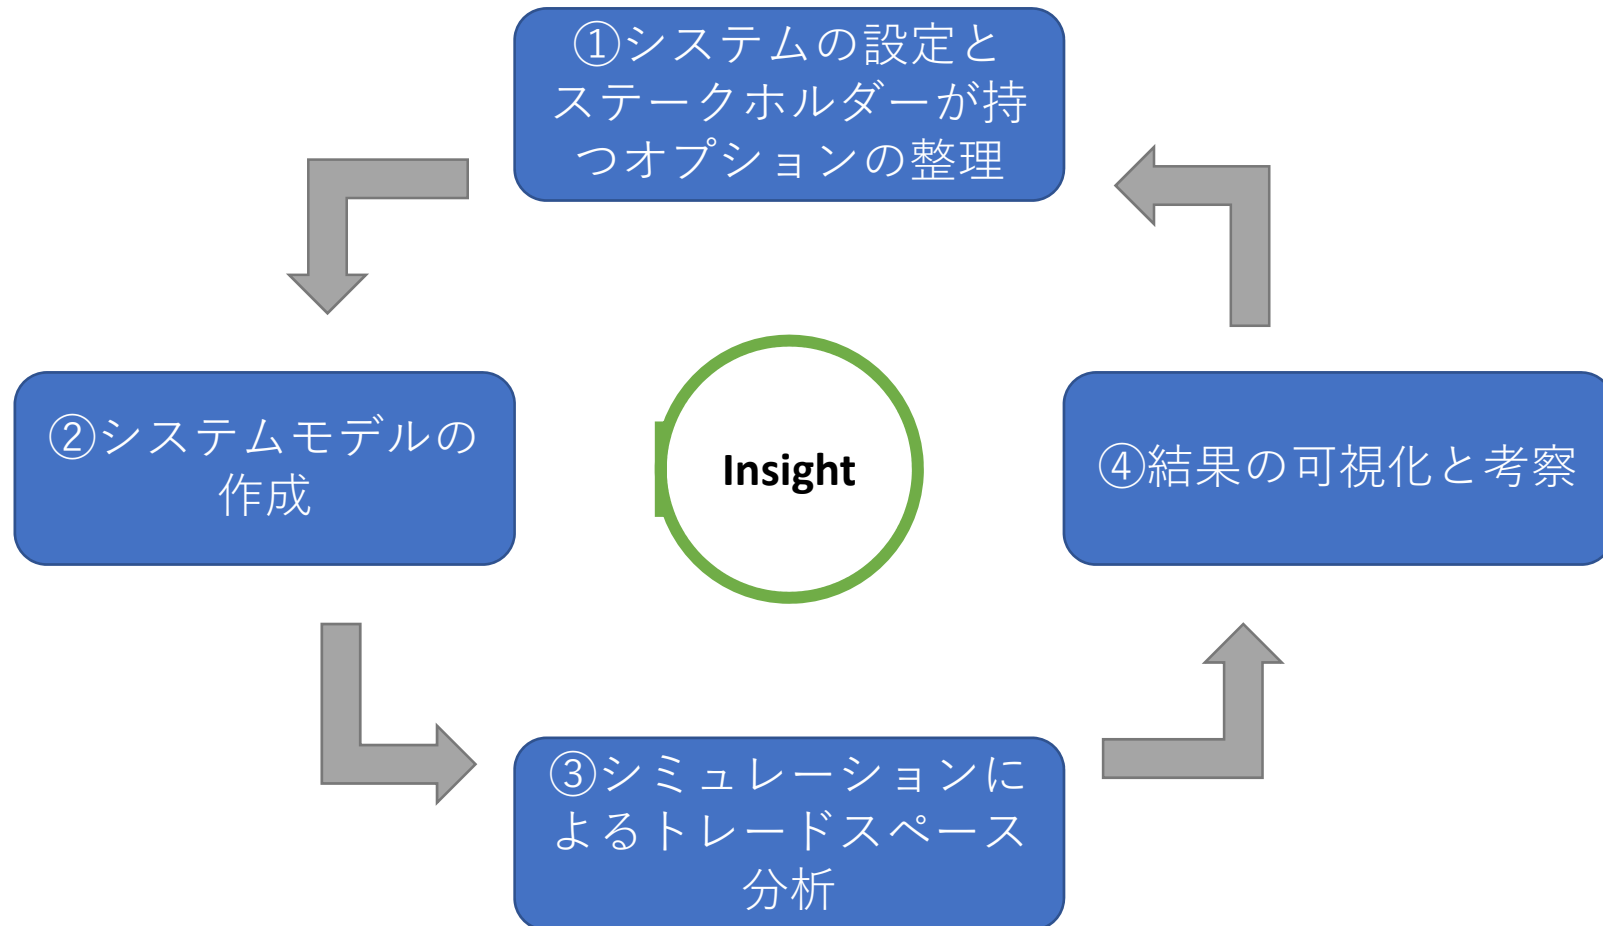 ①システムの設定と
ステークホルダーが持
つオプションの整理
②システムモデルの
作成
Insight
④結果の可視化と考察
③シミュレーションに
よるトレードスペース
分析